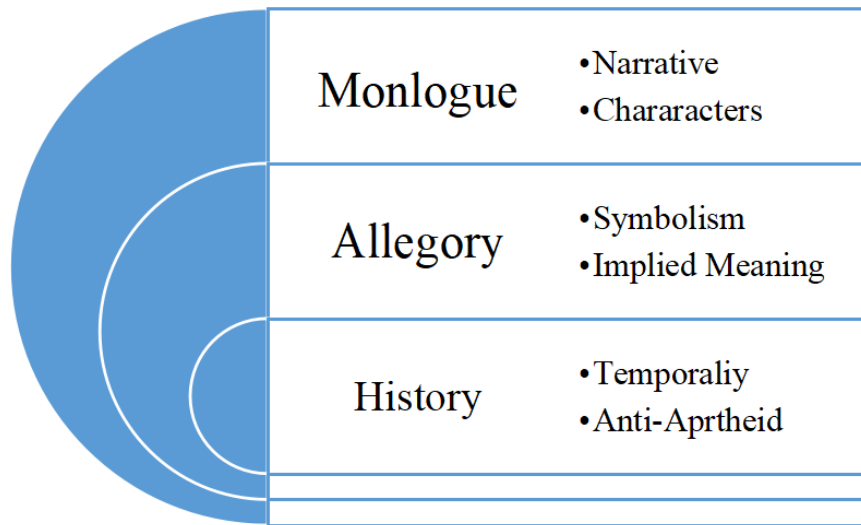 Monlogue
•Narrative
•Chararacters
Allegory
•Symbolism
•Implied Meaning
History
•Temporaliy
•Anti-Aprtheid